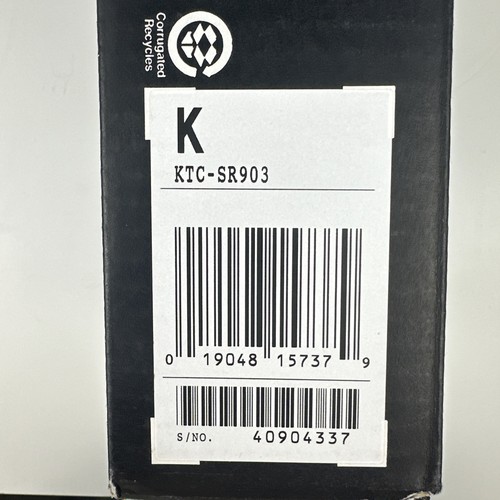 Corrugated
Recycles
K
KTC-SR903
0 19048 15737 9
S/NO. 40904337